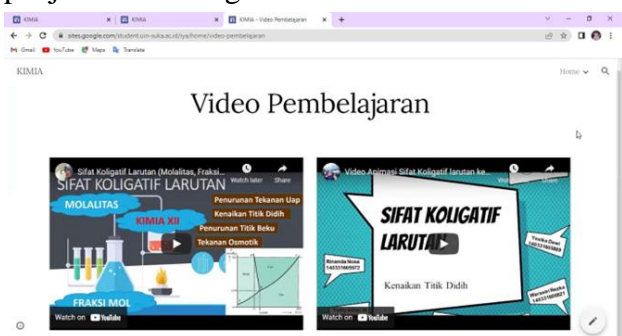 KIMIA
KIMIA
KIMIA - Video Pembelajaran
sites.google.com/student.uin-suka.ac.id/iya/home/video-pembelajaran
Gmail YouTube Maps Translate
KIMIA
Home
Video Pembelajaran
Sifat Koligatif Larutan (Molalitas, Fraksi...
Watch later
Share
SIFAT KOLIGATIF LARUTAN
MOLALITAS
KIMIA XII
Penurunan Tekanan Uap
Kenaikan Titik Didih
Penurunan Titik Beku
Tekanan Osmotik
FRAKSI MOL
Watch on YouTube
Video Animasi Sifat Koligatif larutan ke...
Share
SIFAT KOLIGATIF
LARUTAN
Kenaikan Titik Didih
Watch on YouTube